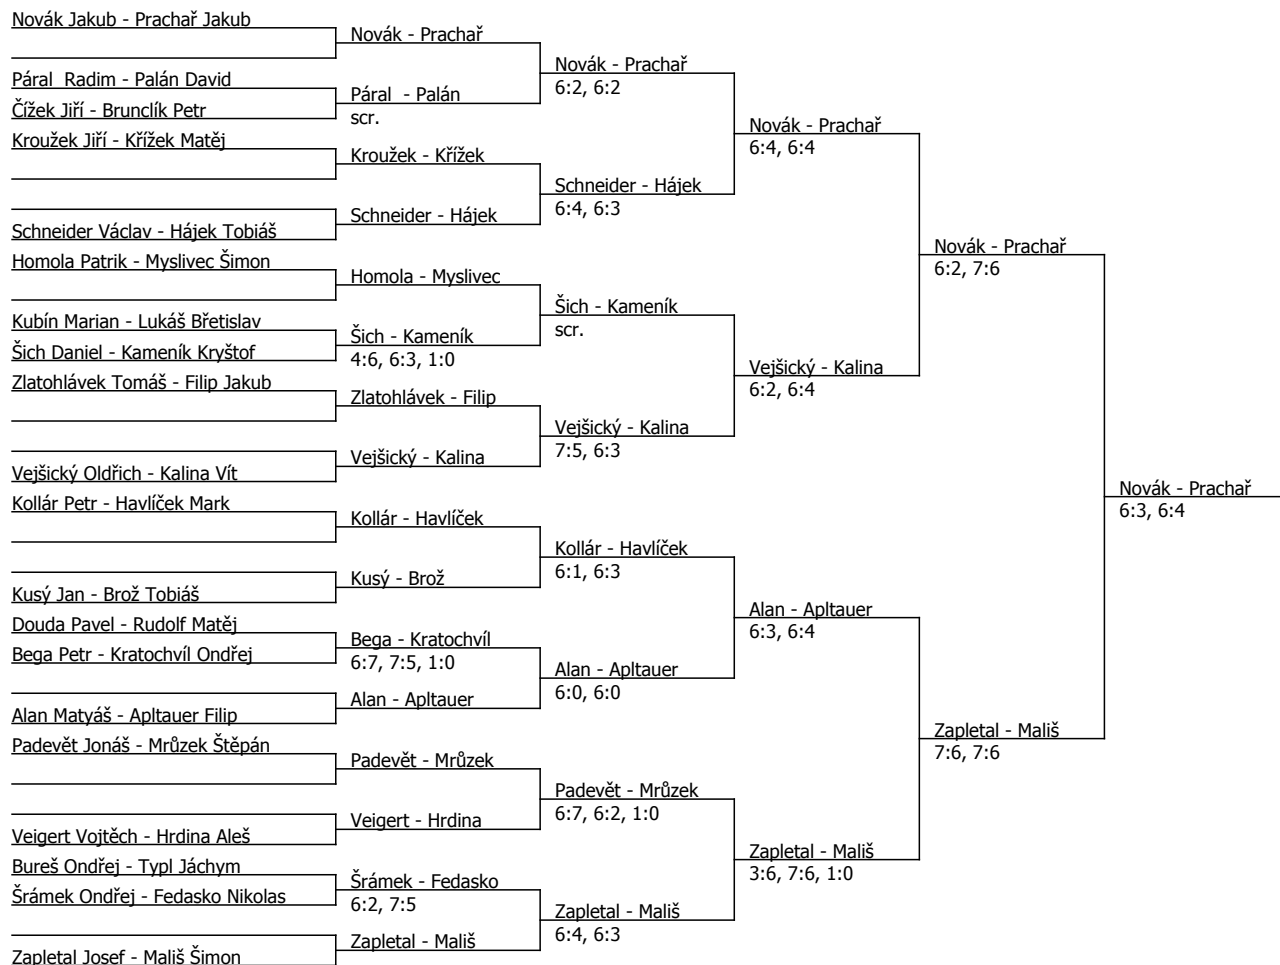 Novák Jakub - Prachař Jakub
Páral  Radim - Palán David
Čížek Jiří - Brunclík Petr
Kroužek Jiří - Křížek Matěj
Schneider Václav - Hájek Tobiáš
Homola Patrik - Myslivec Šimon
Kubín Marian - Lukáš Břetislav
Šich Daniel - Kameník Kryštof
Zlatohlávek Tomáš - Filip Jakub
Vejšický Oldřich - Kalina Vít
Kollár Petr - Havlíček Mark
Kusý Jan - Brož Tobiáš
Douda Pavel - Rudolf Matěj
Bega Petr - Kratochvíl Ondřej
Alan Matyáš - Apltauer Filip
Padevět Jonáš - Mrůzek Štěpán
Veigert Vojtěch - Hrdina Aleš
Bureš Ondřej - Typl Jáchym
Šrámek Ondřej - Fedasko Nikolas
Zapletal Josef - Mališ Šimon
Novák - Prachař
Páral  - Palán
scr.
Kroužek - Křížek
Schneider - Hájek
Homola - Myslivec
Šich - Kameník
4:6, 6:3, 1:0
Zlatohlávek - Filip
Vejšický - Kalina
Kollár - Havlíček
Kusý - Brož
Bega - Kratochvíl
6:7, 7:5, 1:0
Alan - Apltauer
Padevět - Mrůzek
Veigert - Hrdina
Šrámek - Fedasko
6:2, 7:5
Zapletal - Mališ
Novák - Prachař
6:2, 6:2
Schneider - Hájek
6:4, 6:3
Šich - Kameník
scr.
Vejšický - Kalina
7:5, 6:3
Kollár - Havlíček
6:1, 6:3
Alan - Apltauer
6:0, 6:0
Padevět - Mrůzek
6:7, 6:2, 1:0
Zapletal - Mališ
6:4, 6:3
Novák - Prachař
6:4, 6:4
Vejšický - Kalina
6:2, 6:4
Alan - Apltauer
6:3, 6:4
Zapletal - Mališ
3:6, 7:6, 1:0
Novák - Prachař
6:2, 7:6
Zapletal - Mališ
7:6, 7:6
Novák - Prachař
6:3, 6:4